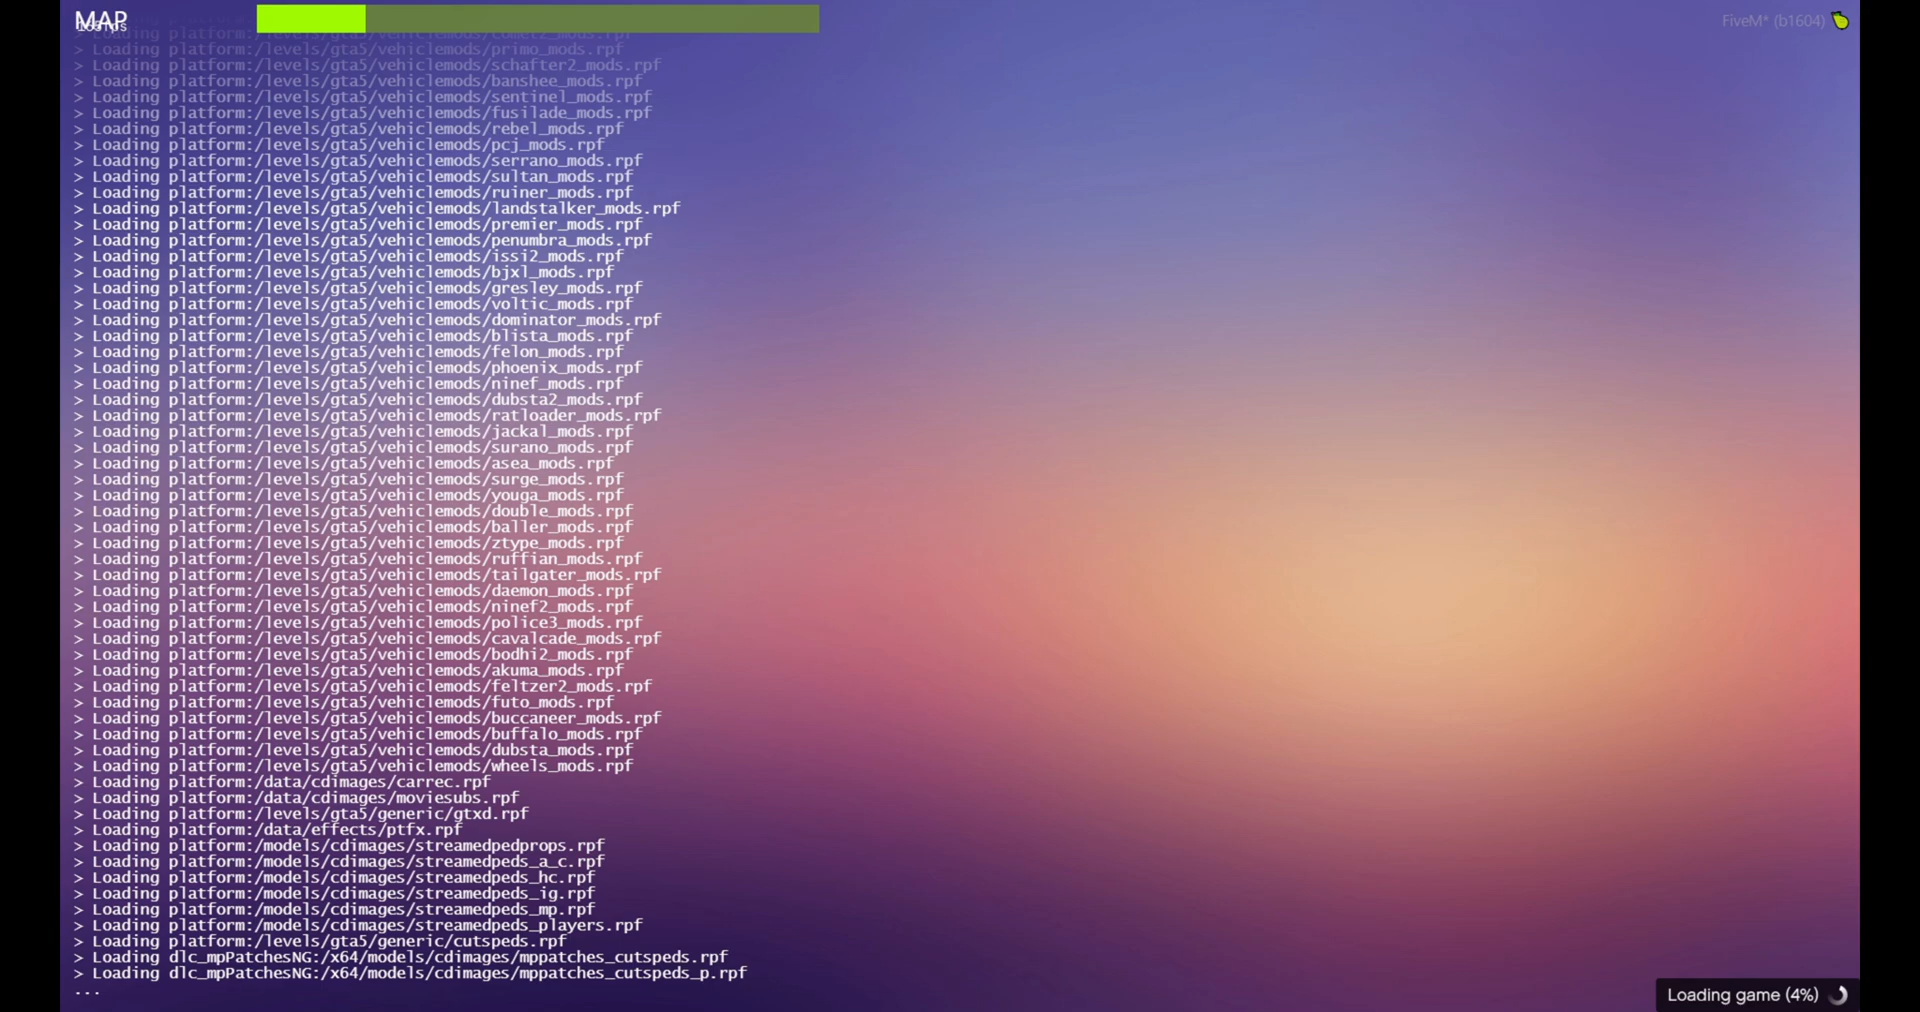 MAP
FiveM* (b1604)
> Loading platform:/levels/gta5/vehiclemods/comet2_mods.rpf
> Loading platform:/levels/gta5/vehiclemods/primo_mods.rpf
> Loading platform:/levels/gta5/vehiclemods/schafter2_mods.rpf
> Loading platform:/levels/gta5/vehiclemods/banshee_mods.rpf
> Loading platform:/levels/gta5/vehiclemods/sentinel_mods.rpf
> Loading platform:/levels/gta5/vehiclemods/fusilade_mods.rpf
> Loading platform:/levels/gta5/vehiclemods/rebel_mods.rpf
> Loading platform:/levels/gta5/vehiclemods/pcj_mods.rpf
> Loading platform:/levels/gta5/vehiclemods/serrano_mods.rpf
> Loading platform:/levels/gta5/vehiclemods/sultan_mods.rpf
> Loading platform:/levels/gta5/vehiclemods/ruiner_mods.rpf
> Loading platform:/levels/gta5/vehiclemods/landstalker_mods.rpf
> Loading platform:/levels/gta5/vehiclemods/premier_mods.rpf
> Loading platform:/levels/gta5/vehiclemods/penumbra_mods.rpf
> Loading platform:/levels/gta5/vehiclemods/issi2_mods.rpf
> Loading platform:/levels/gta5/vehiclemods/bjxl_mods.rpf
> Loading platform:/levels/gta5/vehiclemods/gresley_mods.rpf
> Loading platform:/levels/gta5/vehiclemods/voltic_mods.rpf
> Loading platform:/levels/gta5/vehiclemods/dominator_mods.rpf
> Loading platform:/levels/gta5/vehiclemods/blista_mods.rpf
> Loading platform:/levels/gta5/vehiclemods/felon_mods.rpf
> Loading platform:/levels/gta5/vehiclemods/phoenix_mods.rpf
> Loading platform:/levels/gta5/vehiclemods/ninef_mods.rpf
> Loading platform:/levels/gta5/vehiclemods/dubsta2_mods.rpf
> Loading platform:/levels/gta5/vehiclemods/ratloader_mods.rpf
> Loading platform:/levels/gta5/vehiclemods/jackal_mods.rpf
> Loading platform:/levels/gta5/vehiclemods/surano_mods.rpf
> Loading platform:/levels/gta5/vehiclemods/asea_mods.rpf
> Loading platform:/levels/gta5/vehiclemods/surge_mods.rpf
> Loading platform:/levels/gta5/vehiclemods/youga_mods.rpf
> Loading platform:/levels/gta5/vehiclemods/double_mods.rpf
> Loading platform:/levels/gta5/vehiclemods/baller_mods.rpf
> Loading platform:/levels/gta5/vehiclemods/ztype_mods.rpf
> Loading platform:/levels/gta5/vehiclemods/ruffian_mods.rpf
> Loading platform:/levels/gta5/vehiclemods/tailgater_mods.rpf
> Loading platform:/levels/gta5/vehiclemods/daemon_mods.rpf
> Loading platform:/levels/gta5/vehiclemods/ninef2_mods.rpf
> Loading platform:/levels/gta5/vehiclemods/police3_mods.rpf
> Loading platform:/levels/gta5/vehiclemods/cavalcade_mods.rpf
> Loading platform:/levels/gta5/vehiclemods/bodhi2_mods.rpf
> Loading platform:/levels/gta5/vehiclemods/akuma_mods.rpf
> Loading platform:/levels/gta5/vehiclemods/feltzer2_mods.rpf
> Loading platform:/levels/gta5/vehiclemods/futo_mods.rpf
> Loading platform:/levels/gta5/vehiclemods/buccaneer_mods.rpf
> Loading platform:/levels/gta5/vehiclemods/buffalo_mods.rpf
> Loading platform:/levels/gta5/vehiclemods/dubsta_mods.rpf
> Loading platform:/levels/gta5/vehiclemods/wheels_mods.rpf
> Loading platform:/data/cdimages/carrec.rpf
> Loading platform:/data/cdimages/moviesubs.rpf
> Loading platform:/levels/gta5/generic/gtxd.rpf
> Loading platform:/data/effects/ptfx.rpf
> Loading platform:/models/cdimages/streamedpedprops.rpf
> Loading platform:/models/cdimages/streamedpeds_a_c.rpf
> Loading platform:/models/cdimages/streamedpeds_hc.rpf
> Loading platform:/models/cdimages/streamedpeds_ig.rpf
> Loading platform:/models/cdimages/streamedpeds_mp.rpf
> Loading platform:/models/cdimages/streamedpeds_players.rpf
> Loading platform:/levels/gta5/generic/cutspeds.rpf
> Loading dlc_mpPatchesNG:/x64/models/cdimages/mppatches_cutspeds.rpf
> Loading dlc_mpPatchesNG:/x64/models/cdimages/mppatches_cutspeds_p.rpf
...
Loading game (4%)